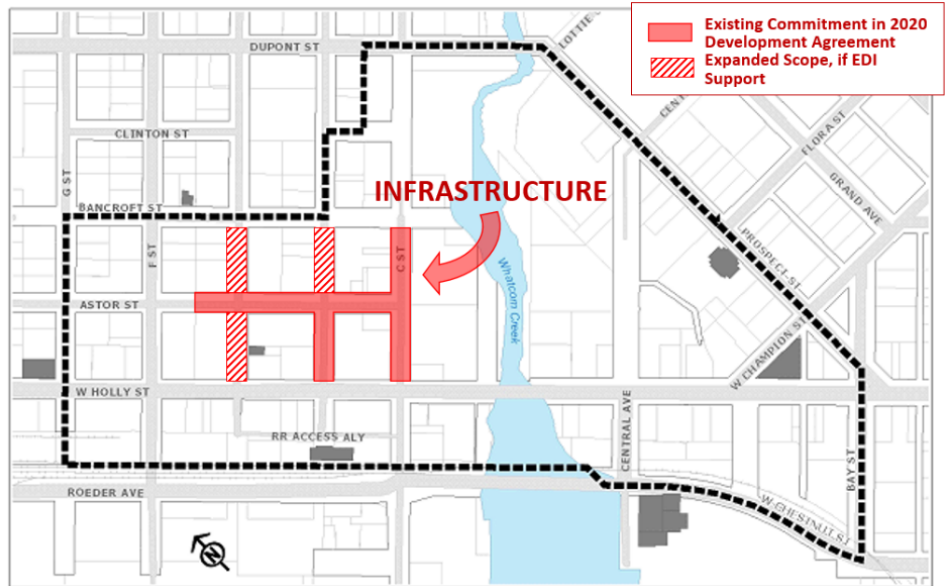 Existing Commitment in 2020
Development Agreement
Expanded Scope, if EDI
Support
LOTTIE
DUPONT ST
CENT
FLORA ST
CLINTON ST
GRAND AVE
G ST
INFRASTRUCTURE
BANCROFT ST
F ST
C ST
PROSPECT ST
Whatcom Creek
ASTOR ST
W CHAMPION ST
W HOLLY ST
CENTRAL AVE
RR ACCESS ALY
BAY ST
ROEDER AVE
W CHESTNUT ST
N